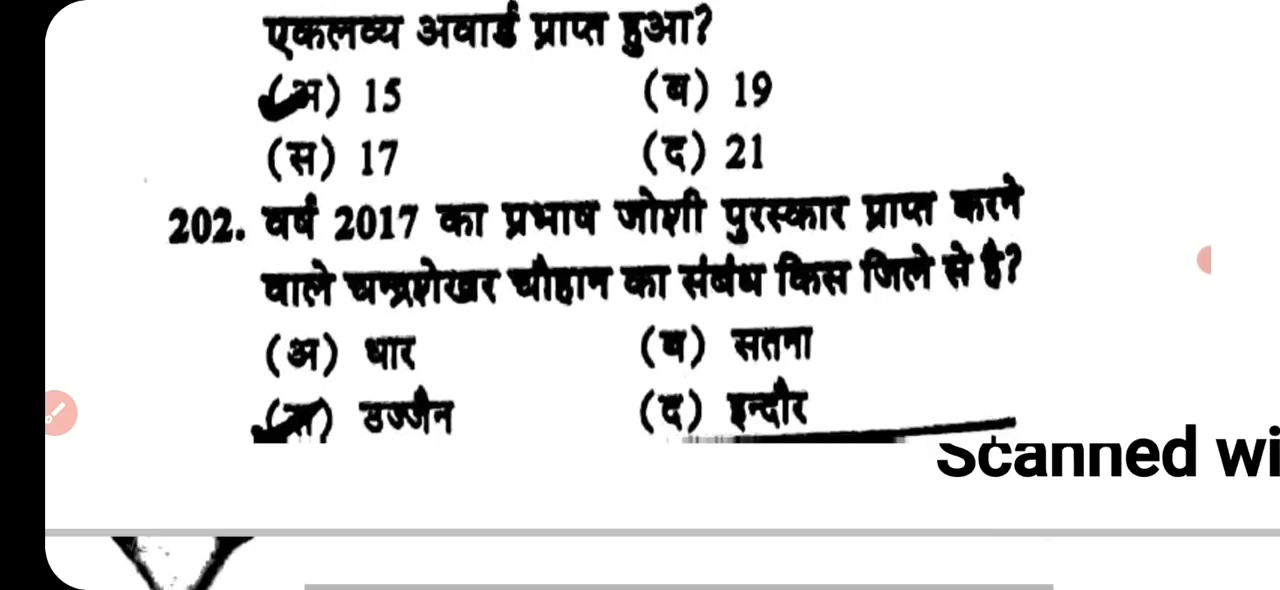 एकलव्य अवार्ड प्राप्त हुआ?
(अ) 15 (ब) 19
(स) 17 (द) 21
202. वर्ष 2017 का प्रभाष जोशी पुरस्कार प्राप्त करने
वाले चन्द्रशेखर चौहान का संबंध किस जिले से है?
(अ) धार (ब) सतना
(स) उज्जैन (द) इन्दौर
Scanned wi